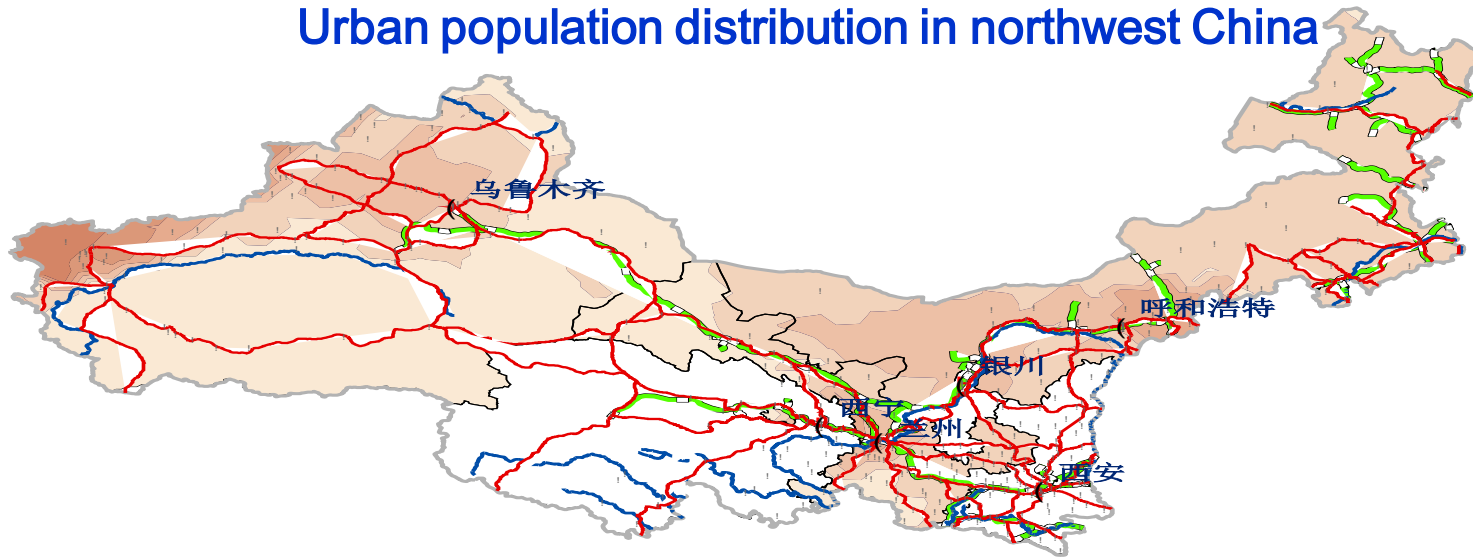 Urban population distribution in northwest China
乌鲁木齐
呼和浩特
银川
西宁
兰州
西安